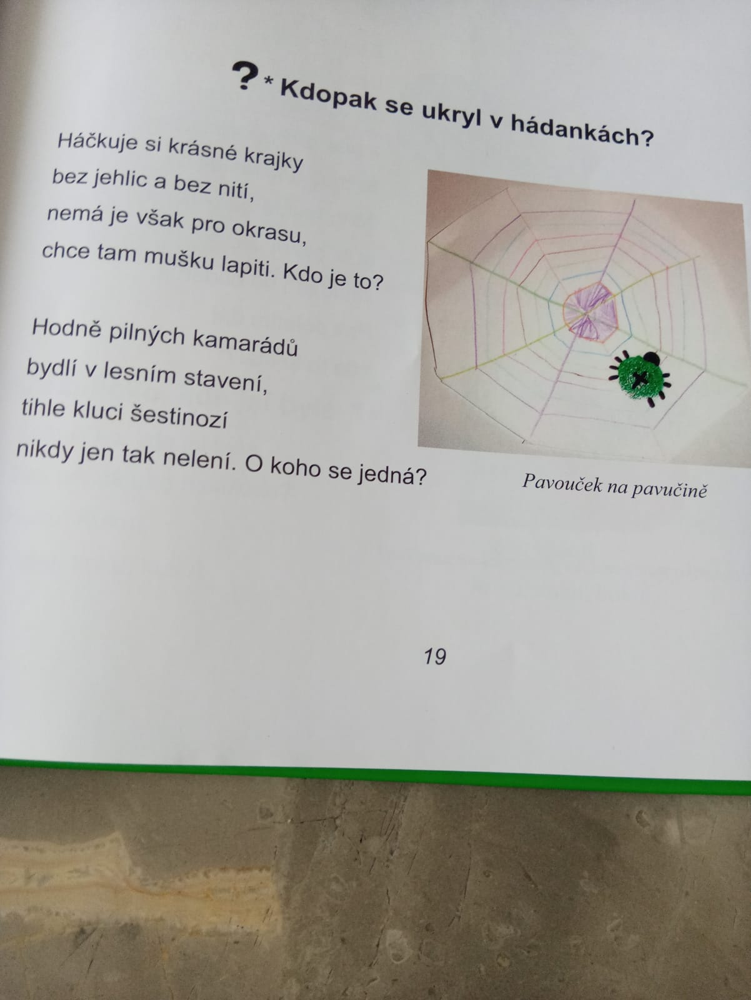 ? * Kdopak se ukryl v hádankách?
Háčkuje si krásné krajky
bez jehlic a bez nití,
nemá je však pro okrasu,
chce tam mušku lapiti. Kdo je to?
Hodně pilných kamarádů
bydlí v lesním stavení,
tihle kluci šestinozí
nikdy jen tak nelení. O koho se jedná?
Pavouček na pavučině
19